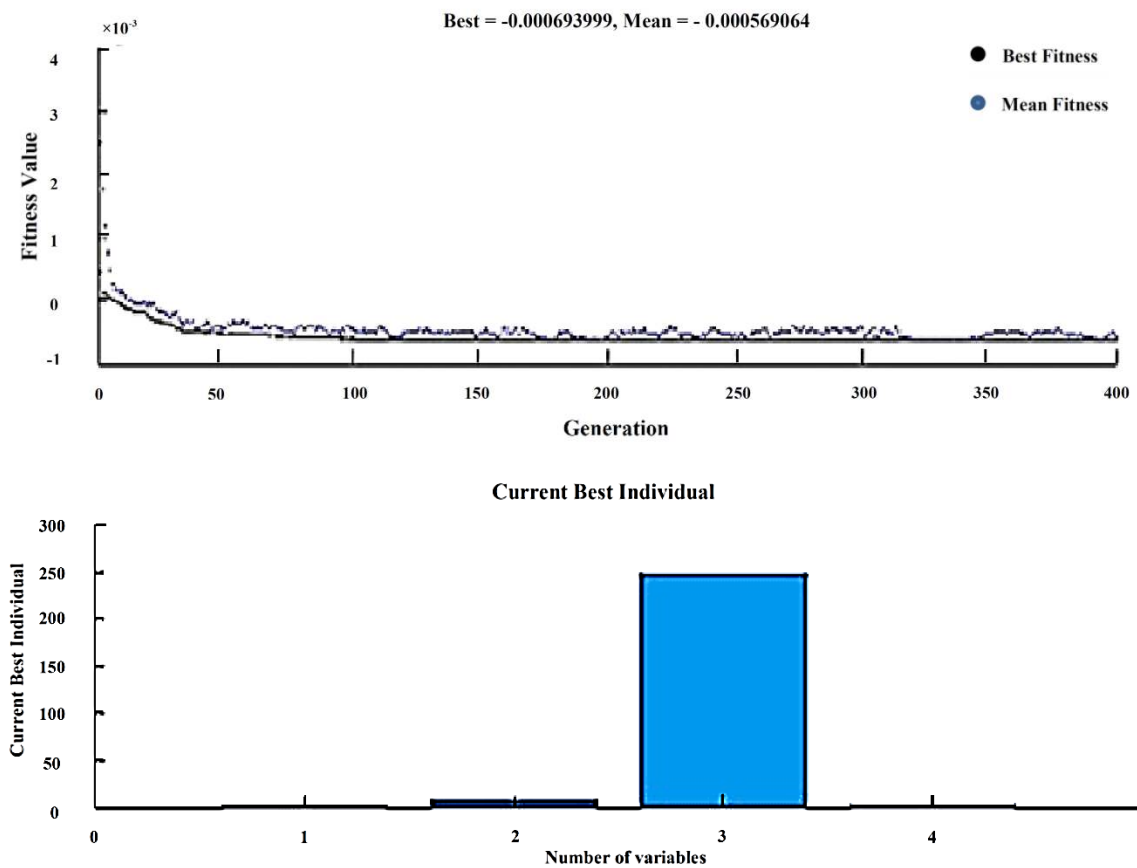 ×10⁻³
Best = -0.000693999, Mean = - 0.000569064
Best Fitness
Mean Fitness
Fitness Value
4
3
2
1
0
-1
0 50 100 150 200 250 300 350 400
Generation
Current Best Individual
Current Best Individual
300
250
200
150
100
50
0
0 1 2 3 4
Number of variables